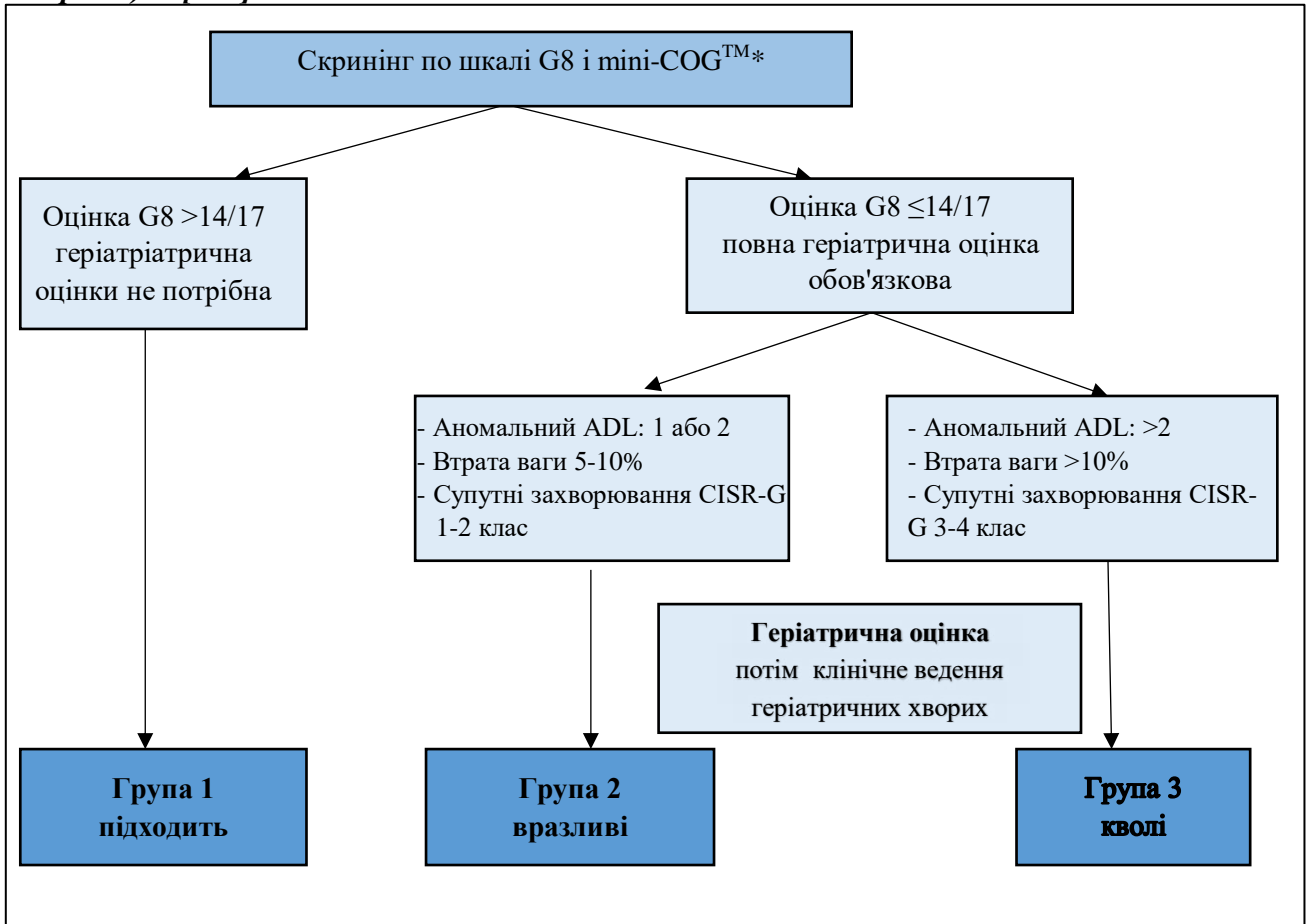 Скринінг по шкалі G8 і mini-COG™*
Оцінка G8 >14/17
геріатріатрична
оцінки не потрібна
Оцінка G8 ≤14/17
повна геріатрична оцінка
обов'язкова
- Аномальний ADL: 1 або 2
- Втрата ваги 5-10%
- Супутні захворювання CISR-G
1-2 клас
- Аномальний ADL: >2
- Втрата ваги >10%
- Супутні захворювання CISR-
G 3-4 клас
Геріатрична оцінка
потім клінічне ведення
геріатричних хворих
Група 1
підходить
Група 2
вразливі
Група 3
кволі